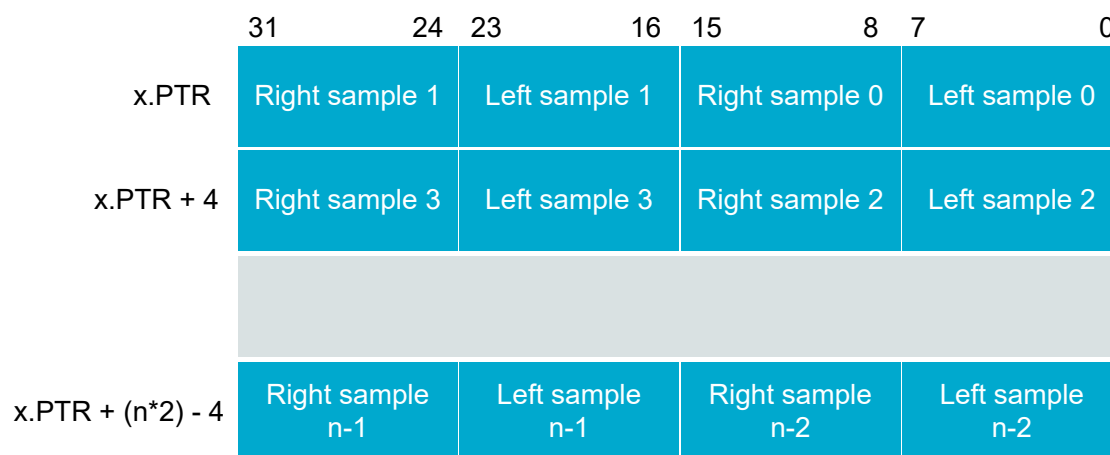 31 24 23 16 15 8 7 0
x.PTR Right sample 1 Left sample 1 Right sample 0 Left sample 0
x.PTR + 4 Right sample 3 Left sample 3 Right sample 2 Left sample 2
x.PTR + (n*2) - 4
Right sample
n-1
Left sample
n-1
Right sample
n-2
Left sample
n-2